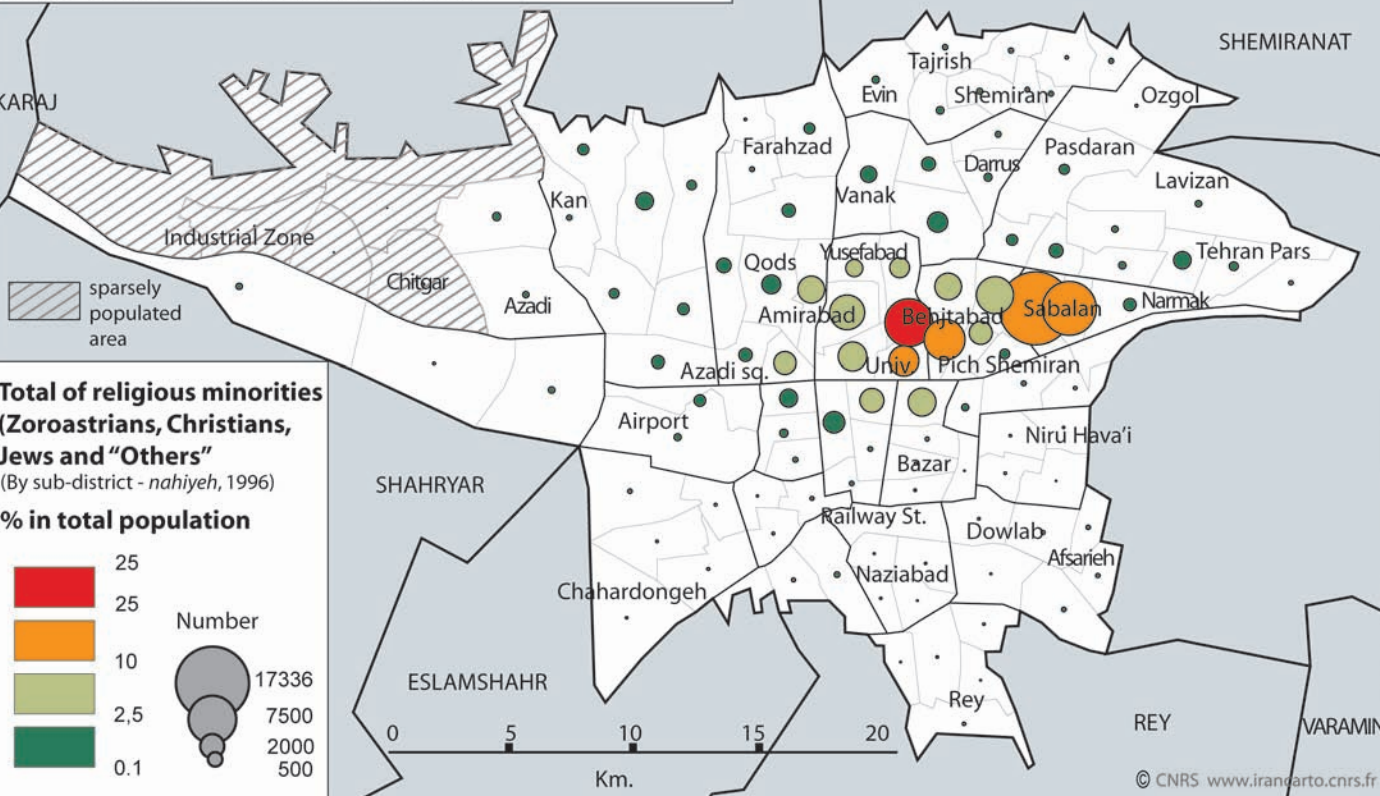 SHEMIRANAT
KARAJ
Tajrish
Evin
Shemiran
Ozgol
Farahzad
Darrus
Pasdaran
Vanak
Lavizan
Kan
Industrial Zone
Yusefabad
Tehran Pars
Qods
Chitgar
Azadi
Amirabad
Behjtabad
Sabalan
Narmak
sparsely
populated
area
Azadi sq.
Univ.
Pich Shemiran
Airport
Niru Hava'i
Bazar
Total of religious minorities
(Zoroastrians, Christians,
Jews and “Others”
(By sub-district - nahiyeh, 1996)
SHAHRYAR
Railway St.
Dowlab
Afsarieh
% in total population
25
25
10
2,5
0.1
Number
17336
7500
2000
500
Chahardongeh
Naziabad
ESLAMSHAHR
Rey
REY
VARAMIN
0 5 10 15 20
Km.
© CNRS www.irancarto.cnrs.fr